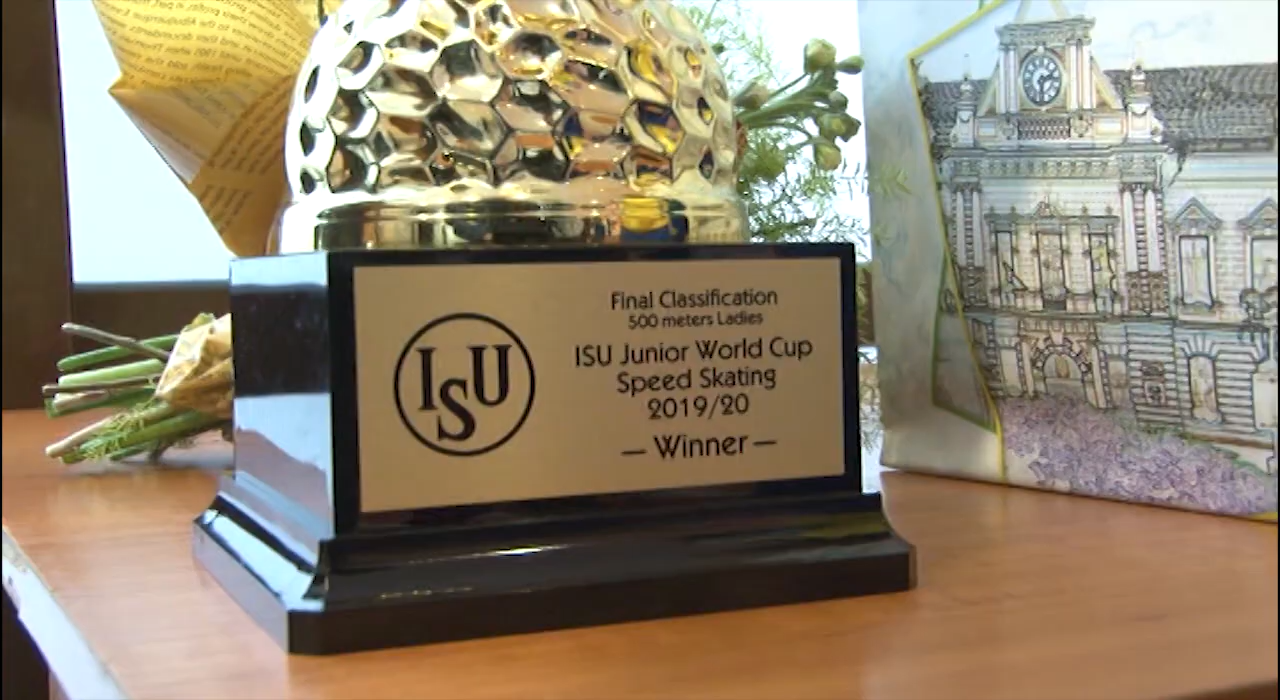 ISU
Final Classification
500 meters Ladies
ISU Junior World Cup
Speed Skating
2019/20
— Winner —